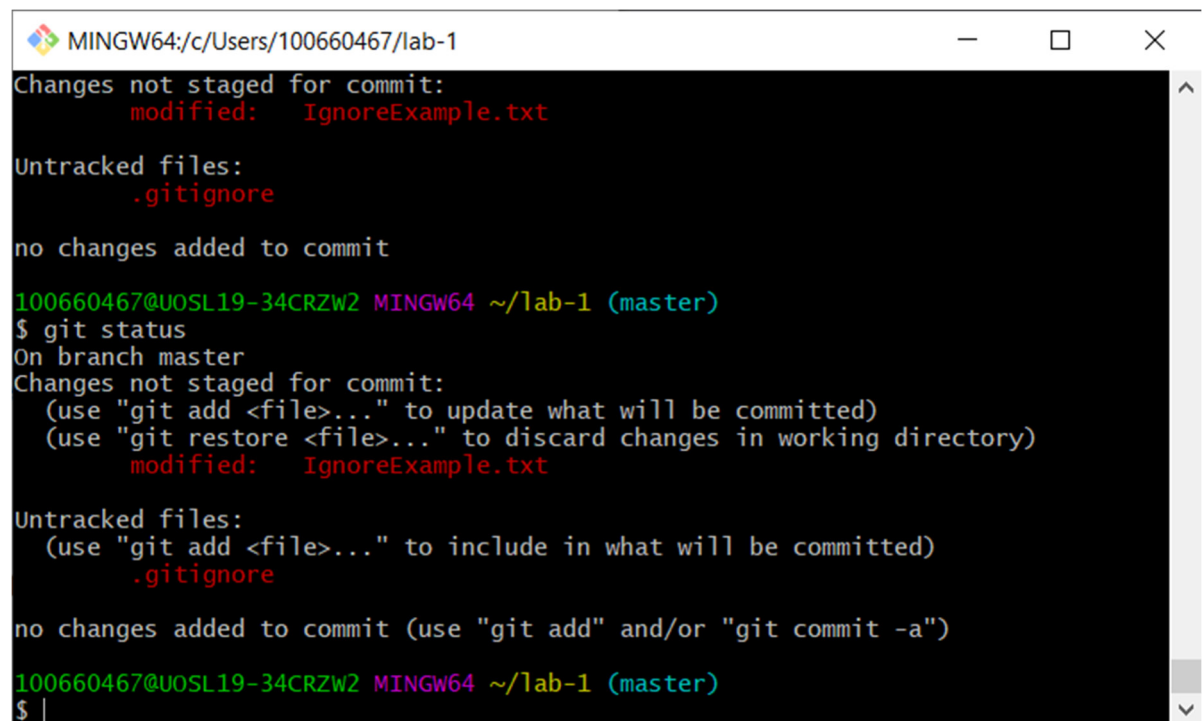 MINGW64:/c/Users/100660467/lab-1
Changes not staged for commit:
modified: IgnoreExample.txt
Untracked files:
.gitignore
no changes added to commit
100660467@UOSL19-34CRZW2 MINGW64 ~/lab-1 (master)
$ git status
On branch master
Changes not staged for commit:
(use "git add <file>..." to update what will be committed)
(use "git restore <file>..." to discard changes in working directory)
modified: IgnoreExample.txt
Untracked files:
(use "git add <file>..." to include in what will be committed)
.gitignore
no changes added to commit (use "git add" and/or "git commit -a")
100660467@UOSL19-34CRZW2 MINGW64 ~/lab-1 (master)
$